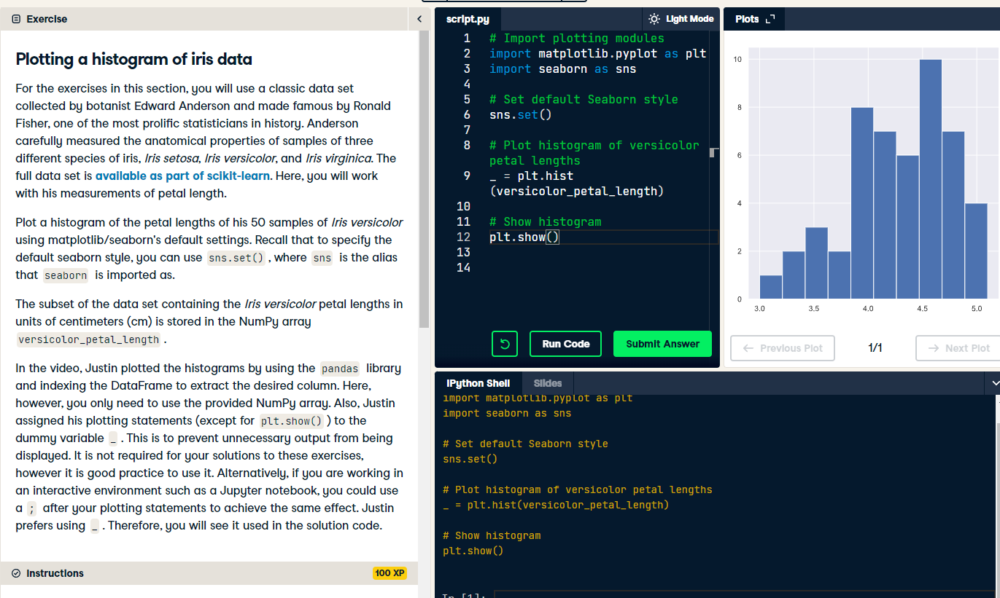 Exercise
Plotting a histogram of iris data
For the exercises in this section, you will use a classic data set
collected by botanist Edward Anderson and made famous by Ronald
Fisher, one of the most prolific statisticians in history. Anderson
carefully measured the anatomical properties of samples of three
different species of iris, Iris setosa, Iris versicolor, and Iris virginica. The
full data set is available as part of scikit-learn. Here, you will work
with his measurements of petal length.
Plot a histogram of the petal lengths of his 50 samples of Iris versicolor
using matplotlib/seaborn's default settings. Recall that to specify the
default seaborn style, you can use sns.set() , where sns is the alias
that seaborn is imported as.
The subset of the data set containing the Iris versicolor petal lengths in
units of centimeters (cm) is stored in the NumPy array
versicolor_petal_length .
In the video, Justin plotted the histograms by using the pandas library
and indexing the DataFrame to extract the desired column. Here,
however, you only need to use the provided NumPy array. Also, Justin
assigned his plotting statements (except for plt.show() ) to the
dummy variable _ . This is to prevent unnecessary output from being
displayed. It is not required for your solutions to these exercises,
however it is good practice to use it. Alternatively, if you are working in
an interactive environment such as a Jupyter notebook, you could use
a ; after your plotting statements to achieve the same effect. Justin
prefers using _ . Therefore, you will see it used in the solution code.
Instructions
100 XP
script.py
Light Mode
1 # Import plotting modules
2 import matplotlib.pyplot as plt
3 import seaborn as sns
4
5 # Set default Seaborn style
6 sns.set()
7
8 # Plot histogram of versicolor
petal lengths
9 _ = plt.hist
(versicolor_petal_length)
10
11 # Show histogram
12 plt.show()
13
14
Run Code
Submit Answer
Plots
10
8
6
4
2
0
3.0 3.5 4.0 4.5 5.0
← Previous Plot
1/1
→ Next Plot
IPython Shell
Slides
import matplotlib.pyplot as plt
import seaborn as sns
# Set default Seaborn style
sns.set()
# Plot histogram of versicolor petal lengths
_ = plt.hist(versicolor_petal_length)
# Show histogram
plt.show()
In [1]: